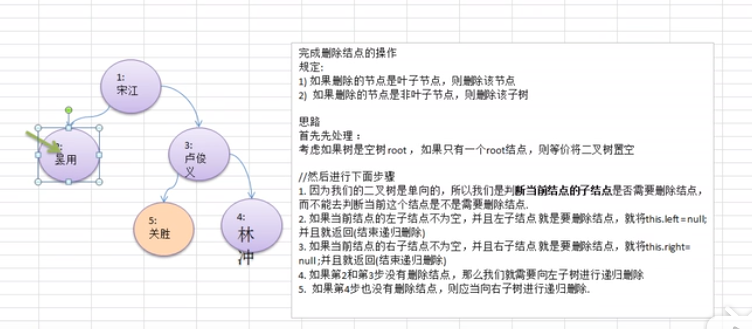 1:
宋江
吴用
3:
卢俊
义
5:
关胜
4:
林
冲
完成删除结点的操作
规定:
1) 如果删除的节点是叶子节点，则删除该节点
2) 如果删除的节点是非叶子节点，则删除该子树
思路
首先先处理：
考虑如果树是空树root，如果只有一个root结点，则等价将二叉树置空
//然后进行下面步骤
1. 因为我们的二叉树是单向的，所以我们是判断当前结点的子结点是否需要删除结点，
而不能去判断当前这个结点是不是需要删除结点.
2. 如果当前结点的左子结点不为空，并且左子结点 就是要删除结点，就将this.left = null;
并且就返回(结束递归删除)
3. 如果当前结点的右子结点不为空，并且右子结点 就是要删除结点，就将this.right=
null ;并且就返回(结束递归删除)
4. 如果第2和第3步没有删除结点，那么我们就需要向左子树进行递归删除
5. 如果第4步也没有删除结点，则应当向右子树进行递归删除.